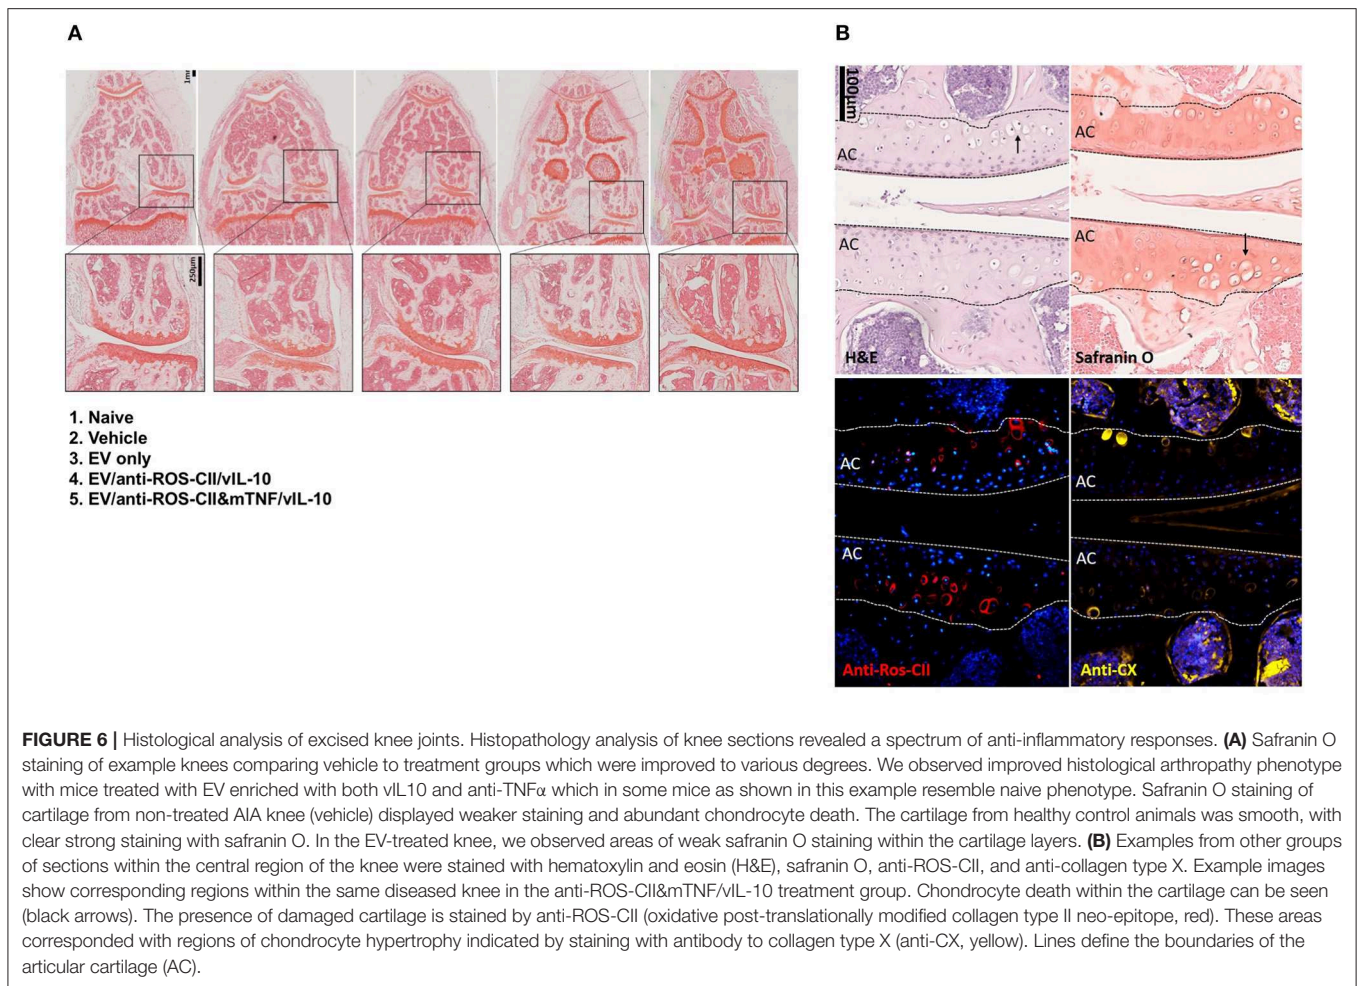 A
B
1m
250μm
1. Naive
2. Vehicle
3. EV only
4. EV/anti-ROS-CII/vIL-10
5. EV/anti-ROS-CII&mTNF/vIL-10
100μm
AC
AC
H&E
AC
AC
Safranin O
AC
AC
Anti-Ros-CII
AC
AC
Anti-CX
FIGURE 6 | Histological analysis of excised knee joints. Histopathology analysis of knee sections revealed a spectrum of anti-inflammatory responses. (A) Safranin O
staining of example knees comparing vehicle to treatment groups which were improved to various degrees. We observed improved histological arthropathy phenotype
with mice treated with EV enriched with both vIL10 and anti-TNFα which in some mice as shown in this example resemble naive phenotype. Safranin O staining of
cartilage from non-treated AIA knee (vehicle) displayed weaker staining and abundant chondrocyte death. The cartilage from healthy control animals was smooth, with
clear strong staining with safranin O. In the EV-treated knee, we observed areas of weak safranin O staining within the cartilage layers. (B) Examples from other groups
of sections within the central region of the knee were stained with hematoxylin and eosin (H&E), safranin O, anti-ROS-CII, and anti-collagen type X. Example images
show corresponding regions within the same diseased knee in the anti-ROS-CII&mTNF/vIL-10 treatment group. Chondrocyte death within the cartilage can be seen
(black arrows). The presence of damaged cartilage is stained by anti-ROS-CII (oxidative post-translationally modified collagen type II neo-epitope, red). These areas
corresponded with regions of chondrocyte hypertrophy indicated by staining with antibody to collagen type X (anti-CX, yellow). Lines define the boundaries of the
articular cartilage (AC).